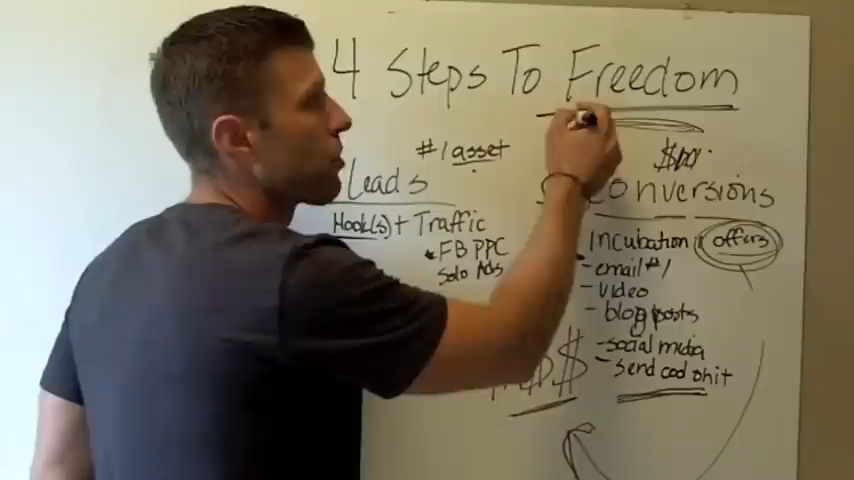 4 Steps To Freedom
#1 asset
Leads
Hook(s) + Traffic
FB PPC
Solo Ads
Conversions
Incubation
offers
- email #1
- video
- blog posts
- social media
- send cool shit